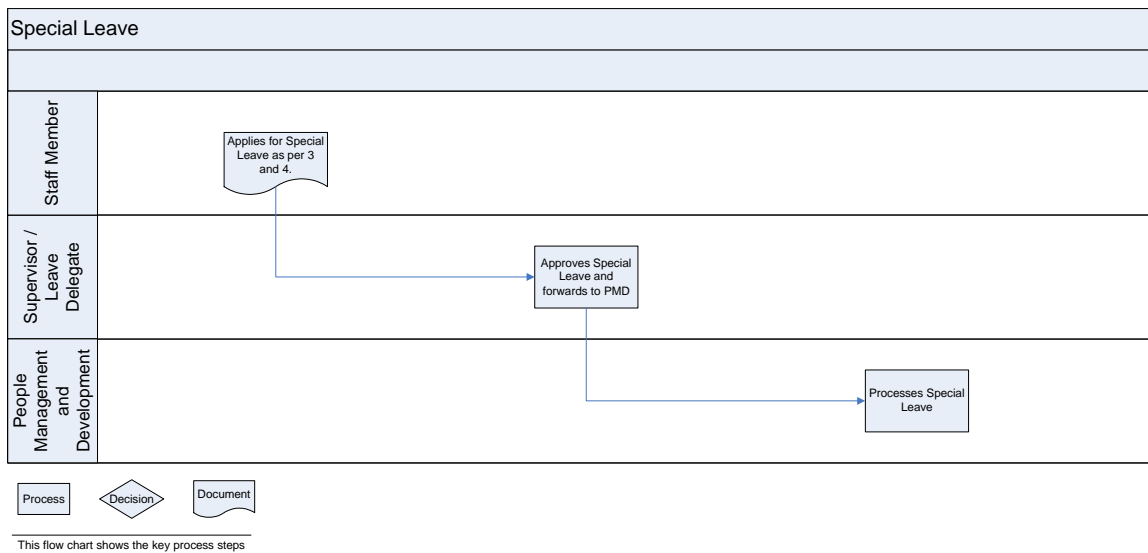 Special Leave
Staff Member
Applies for Special
Leave as per 3
and 4.
Supervisor /
Leave
Delegate
Approves Special
Leave and
forwards to PMD
People
Management
and
Development
Processes Special
Leave
Process
Decision
Document
This flow chart shows the key process steps